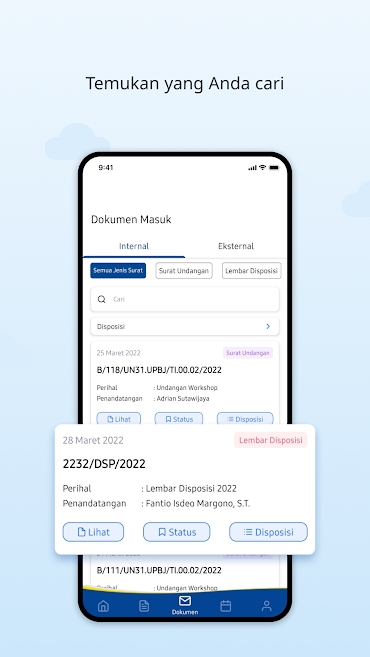 Temukan yang Anda cari
9:41
Dokumen Masuk
Internal Eksternal
Semua Jenis Surat Surat Undangan Lembar Disposisi
Cari
Disposisi
25 Maret 2022 Surat Undangan
B/118/UN31.UPBJ/TI.00.02/2022
Perihal : Undangan Workshop
Penandatangan : Adrian Sutawijaya
Lihat Status Disposisi
28 Maret 2022 Lembar Disposisi
2232/DSP/2022
Perihal : Lembar Disposisi 2022
Penandatangan : Fantio Isdeo Margono, S.T.
Lihat Status Disposisi
B/111/UN31.UPBJ/TI.00.02/2022
Perihal : Undangan Workshop
Dokumen